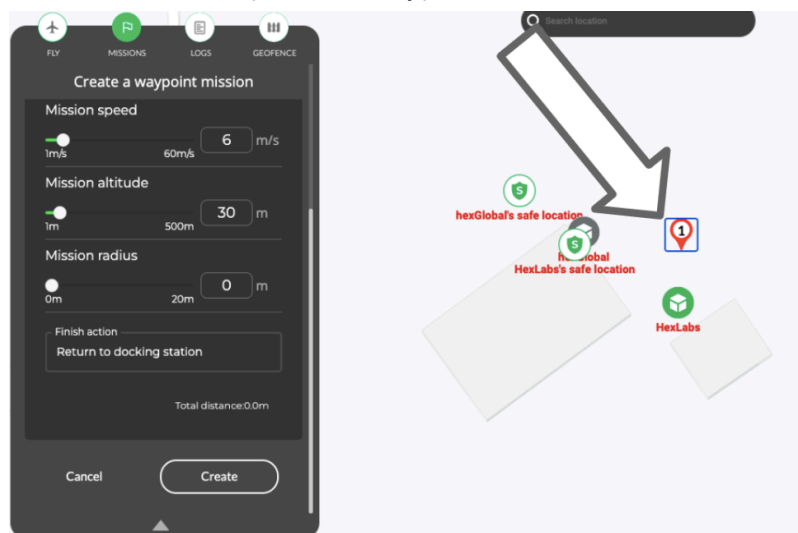 FLY MISSIONS LOGS GEOFENCE
Create a waypoint mission
Mission speed
6 m/s
1m/s 60m/s
Mission altitude
30 m
1m 500m
Mission radius
0 m
0m 20m
Finish action
Return to docking station
Total distance:0.0m
Cancel Create
Search location
S
hexGlobal's safe location
1
S
HexLabs's safe location
HexLabs